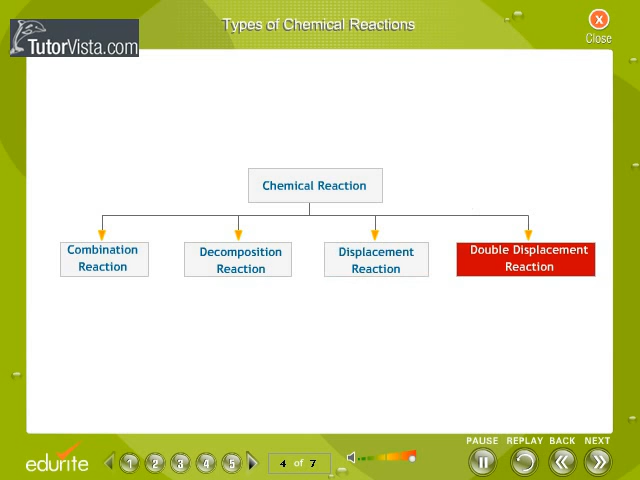 Types of Chemical Reactions
TutorVista.com
Close
Chemical Reaction
Combination
Reaction
Decomposition
Reaction
Displacement
Reaction
Double Displacement
Reaction
PAUSE REPLAY BACK NEXT
edurite
1 2 3 4 5
4 of 7